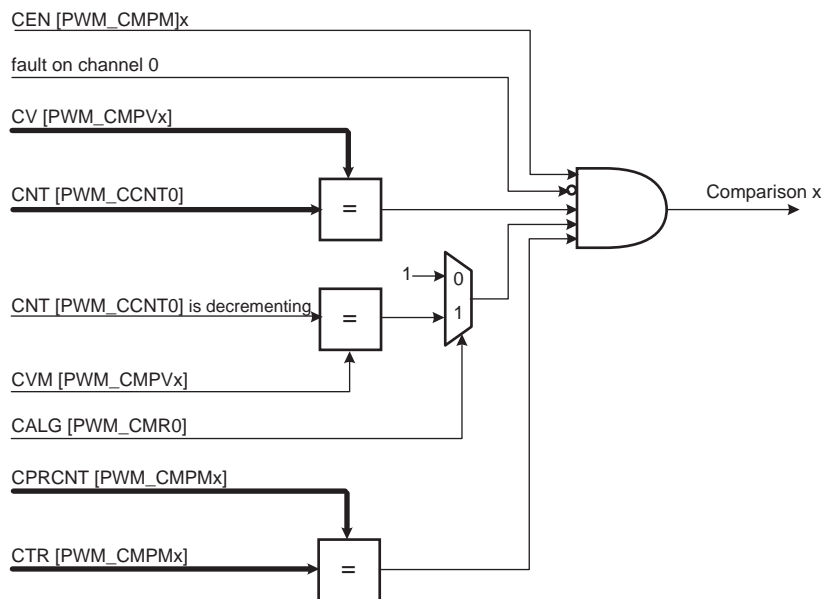 CEN [PWM_CMPM]x
fault on channel 0
CV [PWM_CMPVx]
CNT [PWM_CCNT0]
=
Comparison x
1
0
CNT [PWM_CCNT0] is decrementing
=
1
CVM [PWM_CMPVx]
CALG [PWM_CMR0]
CPRCNT [PWM_CMPMx]
CTR [PWM_CMPMx]
=